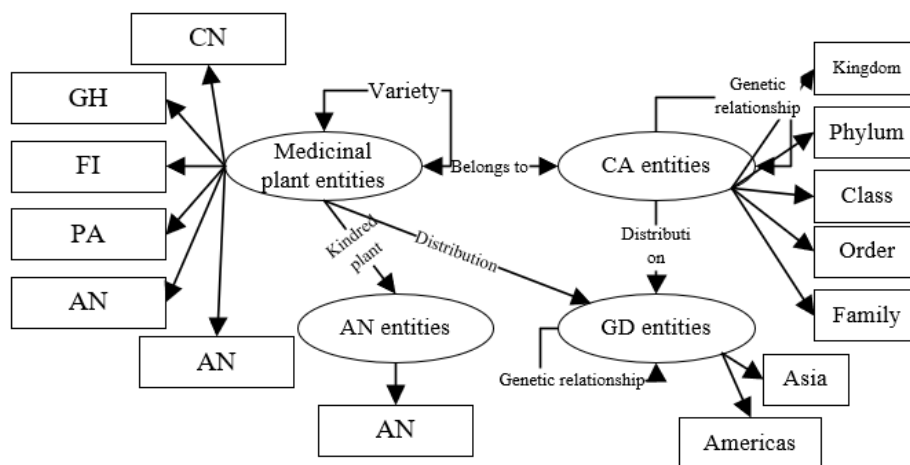 CN
GH
Variety
Genetic
relationship
Kingdom
FI
Medicinal
plant entities
Belongs to
CA entities
Phylum
Class
PA
Kindred
plant
Distribution
Distributi
on
Order
AN
AN entities
GD entities
Family
AN
Genetic relationship
Asia
AN
Americas